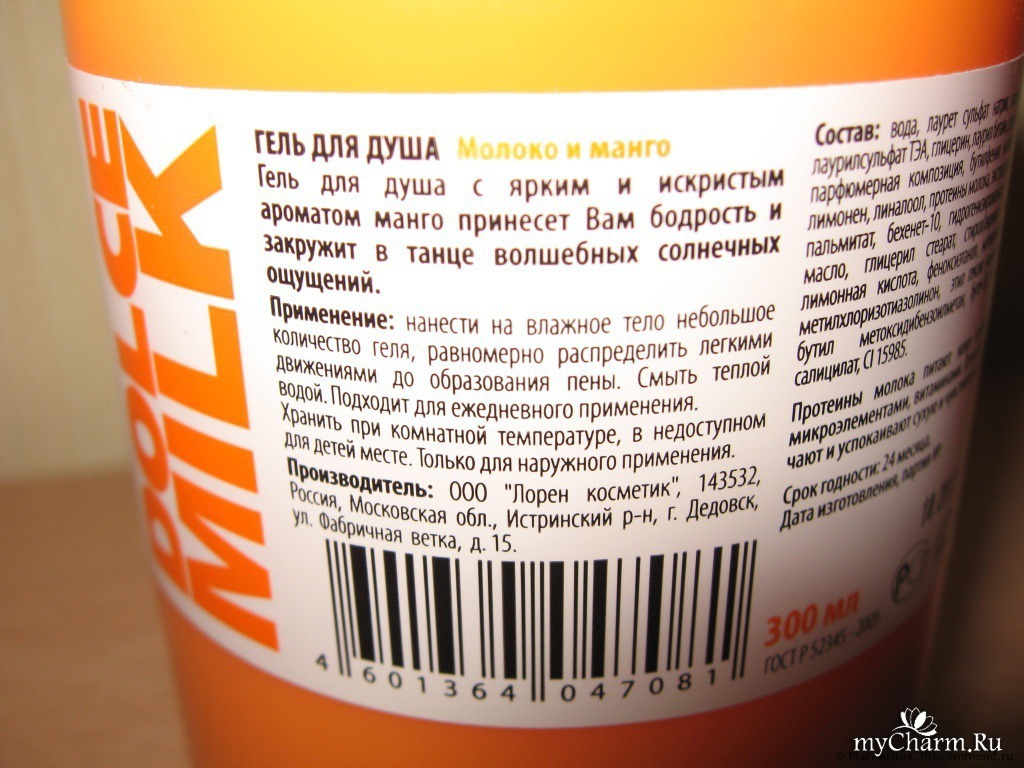 DOLCE
MILK
ГЕЛЬ ДЛЯ ДУША Молоко и манго
Гель для душа с ярким и искристым
ароматом манго принесет Вам бодрость и
закружит в танце волшебных солнечных
ощущений.
Применение: нанести на влажное тело небольшое
количество геля, равномерно распределить легкими
движениями до образования пены. Смыть теплой
водой. Подходит для ежедневного применения.
Хранить при комнатной температуре, в недоступном
для детей месте. Только для наружного применения.
Производитель: ООО "Лорен косметик", 143532,
Россия, Московская обл., Истринский р-н, г. Дедовск,
ул. Фабричная ветка, д. 15.
4 601364 047081
Состав: вода, лаурет сульфат
лаурилсульфат ТЭА, глицерин,
парфюмерная композиция,
лимонен, линалоол, протеины молока,
пальмитат, бехенет-10,
масло, глицерил стеарат,
лимонная кислота, феноксиэтанол,
метилхлоризотиазолинон,
бутил метоксидибензоилметан,
салицилат, CI 15985.
Протеины молока питают
микроэлементами, витаминами
чают и успокаивают сухую и
Срок годности: 24 месяца.
Дата изготовления, партия №:
300 мл
ГОСТ Р 52345 - 2005
myCharm.Ru